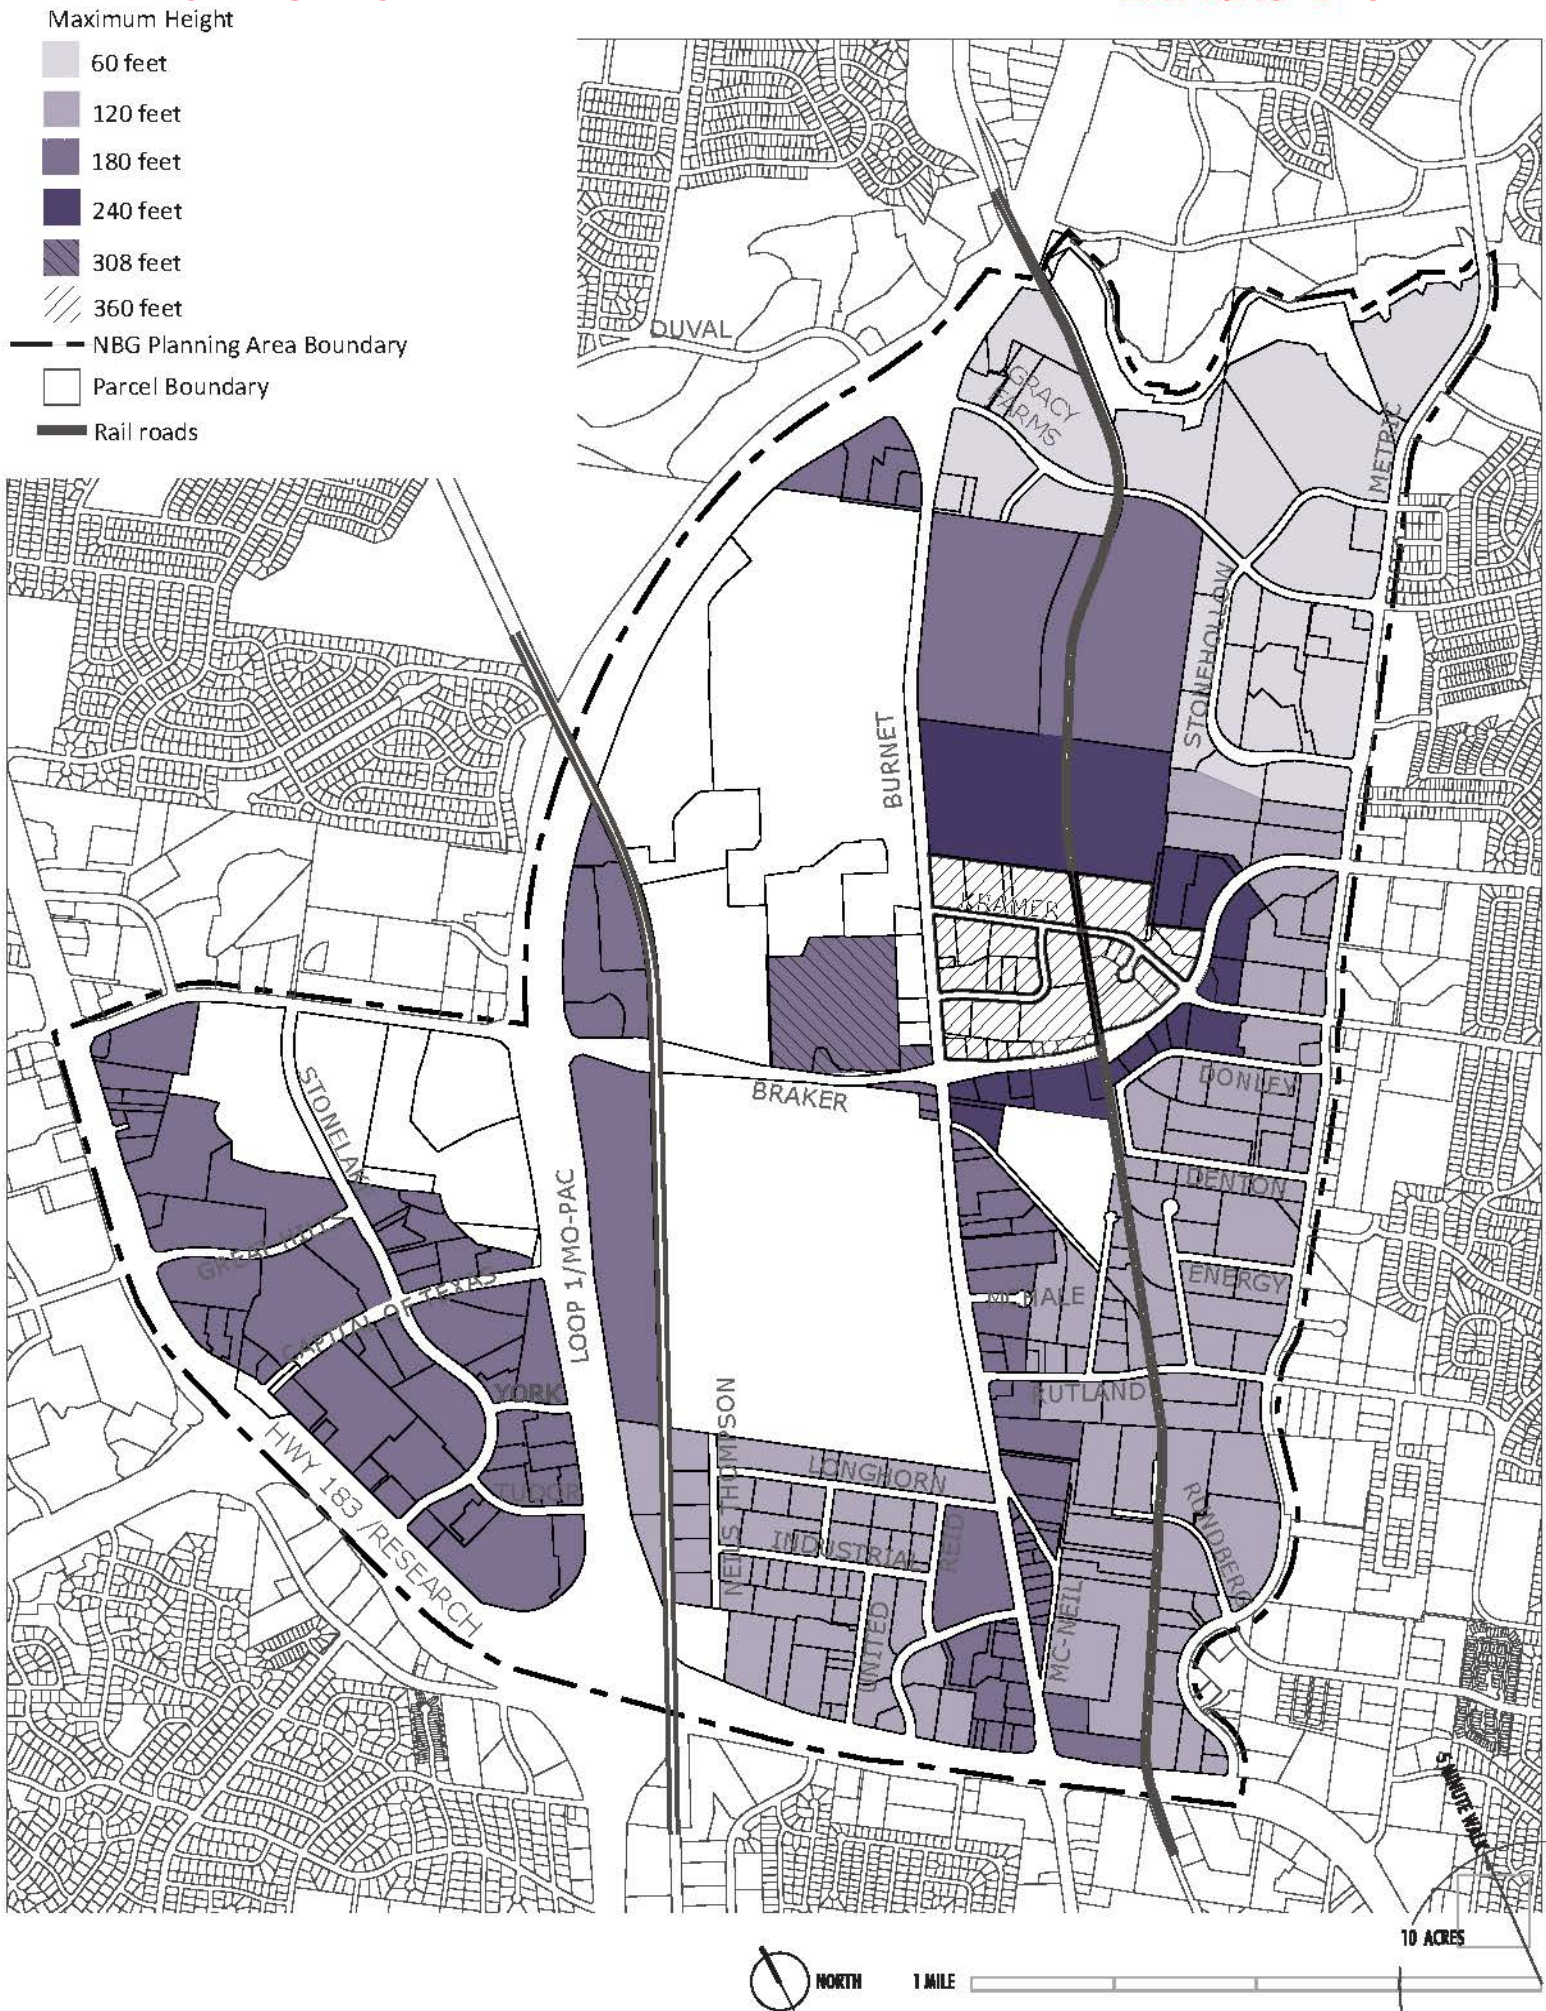 Maximum Height
60 feet
120 feet
180 feet
240 feet
308 feet
360 feet
NBG Planning Area Boundary
Parcel Boundary
Rail roads
DUVAL
GRACY
FARMS
METRIC
STONEHOLLOW
BURNET
KRAMER
BRAKER
DONLEY
STONELAKE
DENTON
LOOP 1/MO-PAC
GREAT HILLS
ENERGY
CAPITAL OF TEXAS
MCHALE
YORK
RUTLAND
NEILS THOMPSON
HWY 183 /RESEARCH
LONGHORN
TUDOR
RUNDBERG
INDUSTRIAL
REID
UNITED
MC-NEIL
5 MINUTE WALK
10 ACRES
NORTH
1 MILE